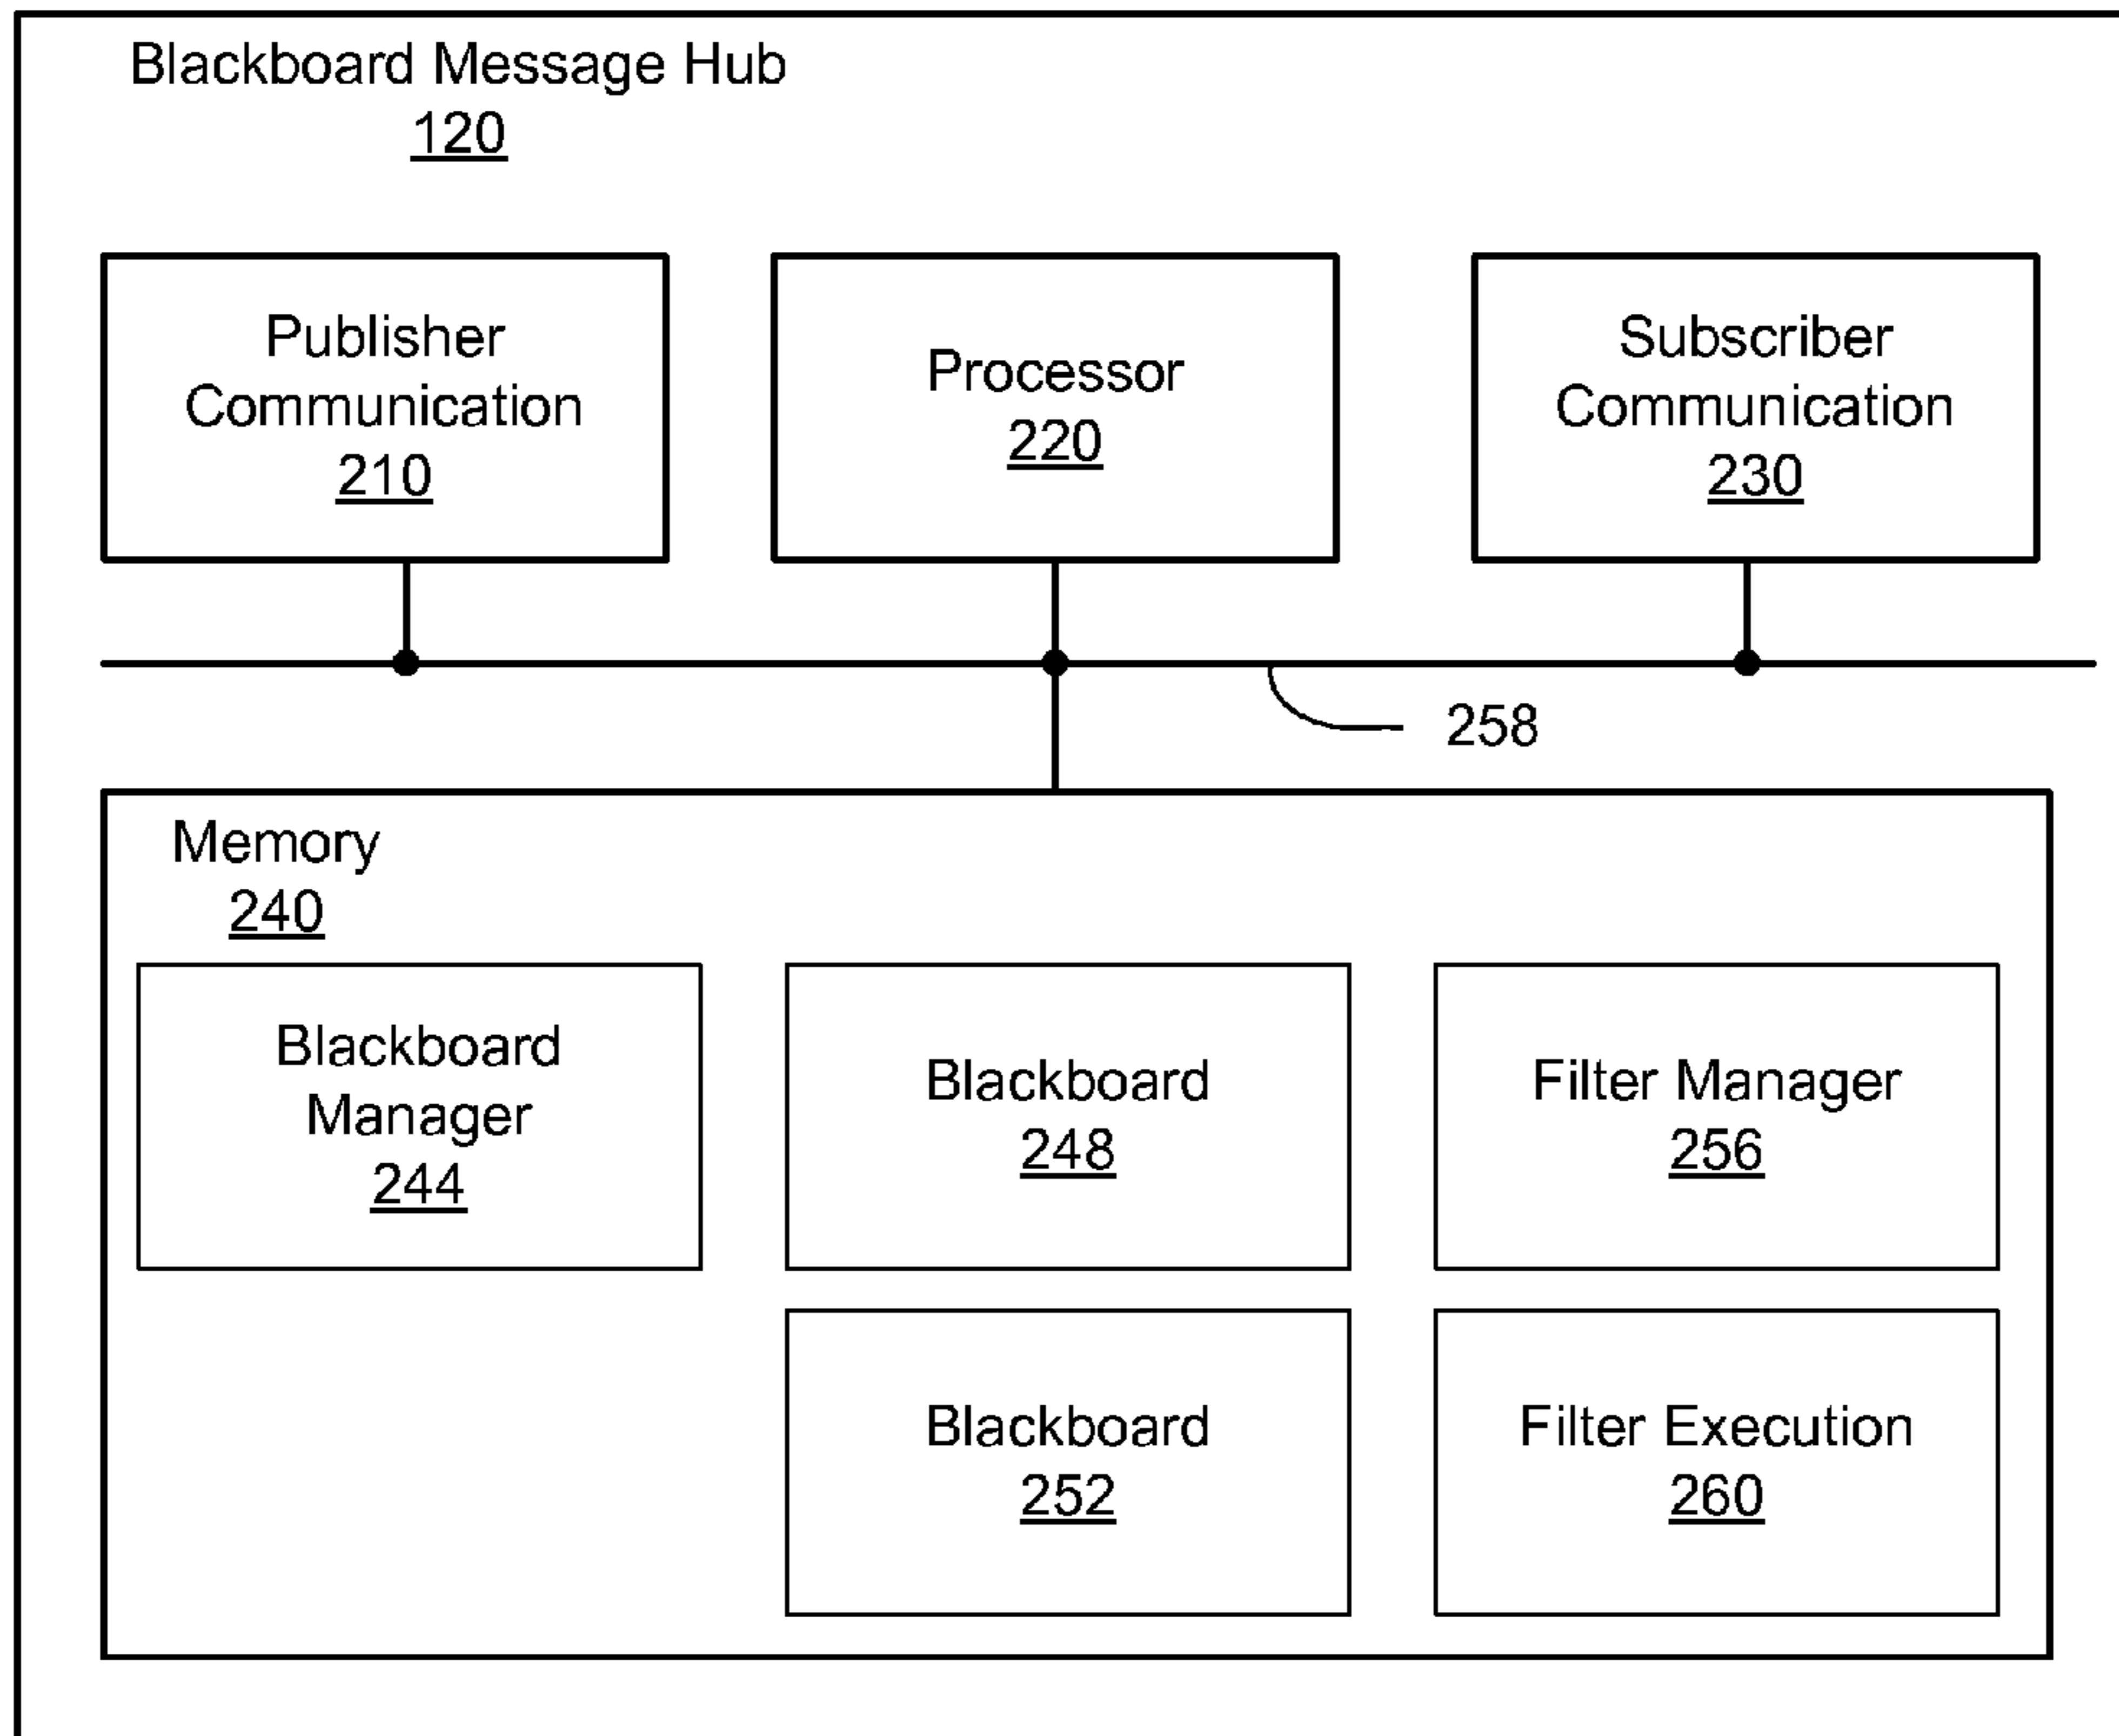 Blackboard Message Hub
120
Publisher
Communication
210
Processor
220
Subscriber
Communication
230
258
Memory
240
Blackboard
Manager
244
Blackboard
248
Filter Manager
256
Blackboard
252
Filter Execution
260